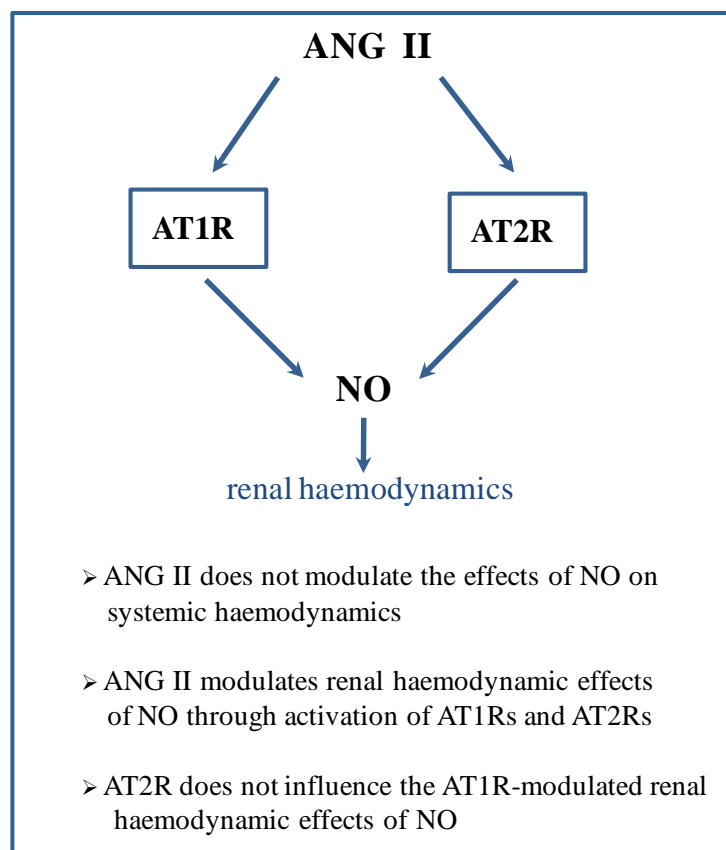 ANG II
AT1R
AT2R
NO
renal haemodynamics
➢ ANG II does not modulate the effects of NO on
systemic haemodynamics
➢ ANG II modulates renal haemodynamic effects
of NO through activation of AT1Rs and AT2Rs
➢ AT2R does not influence the AT1R-modulated renal
haemodynamic effects of NO